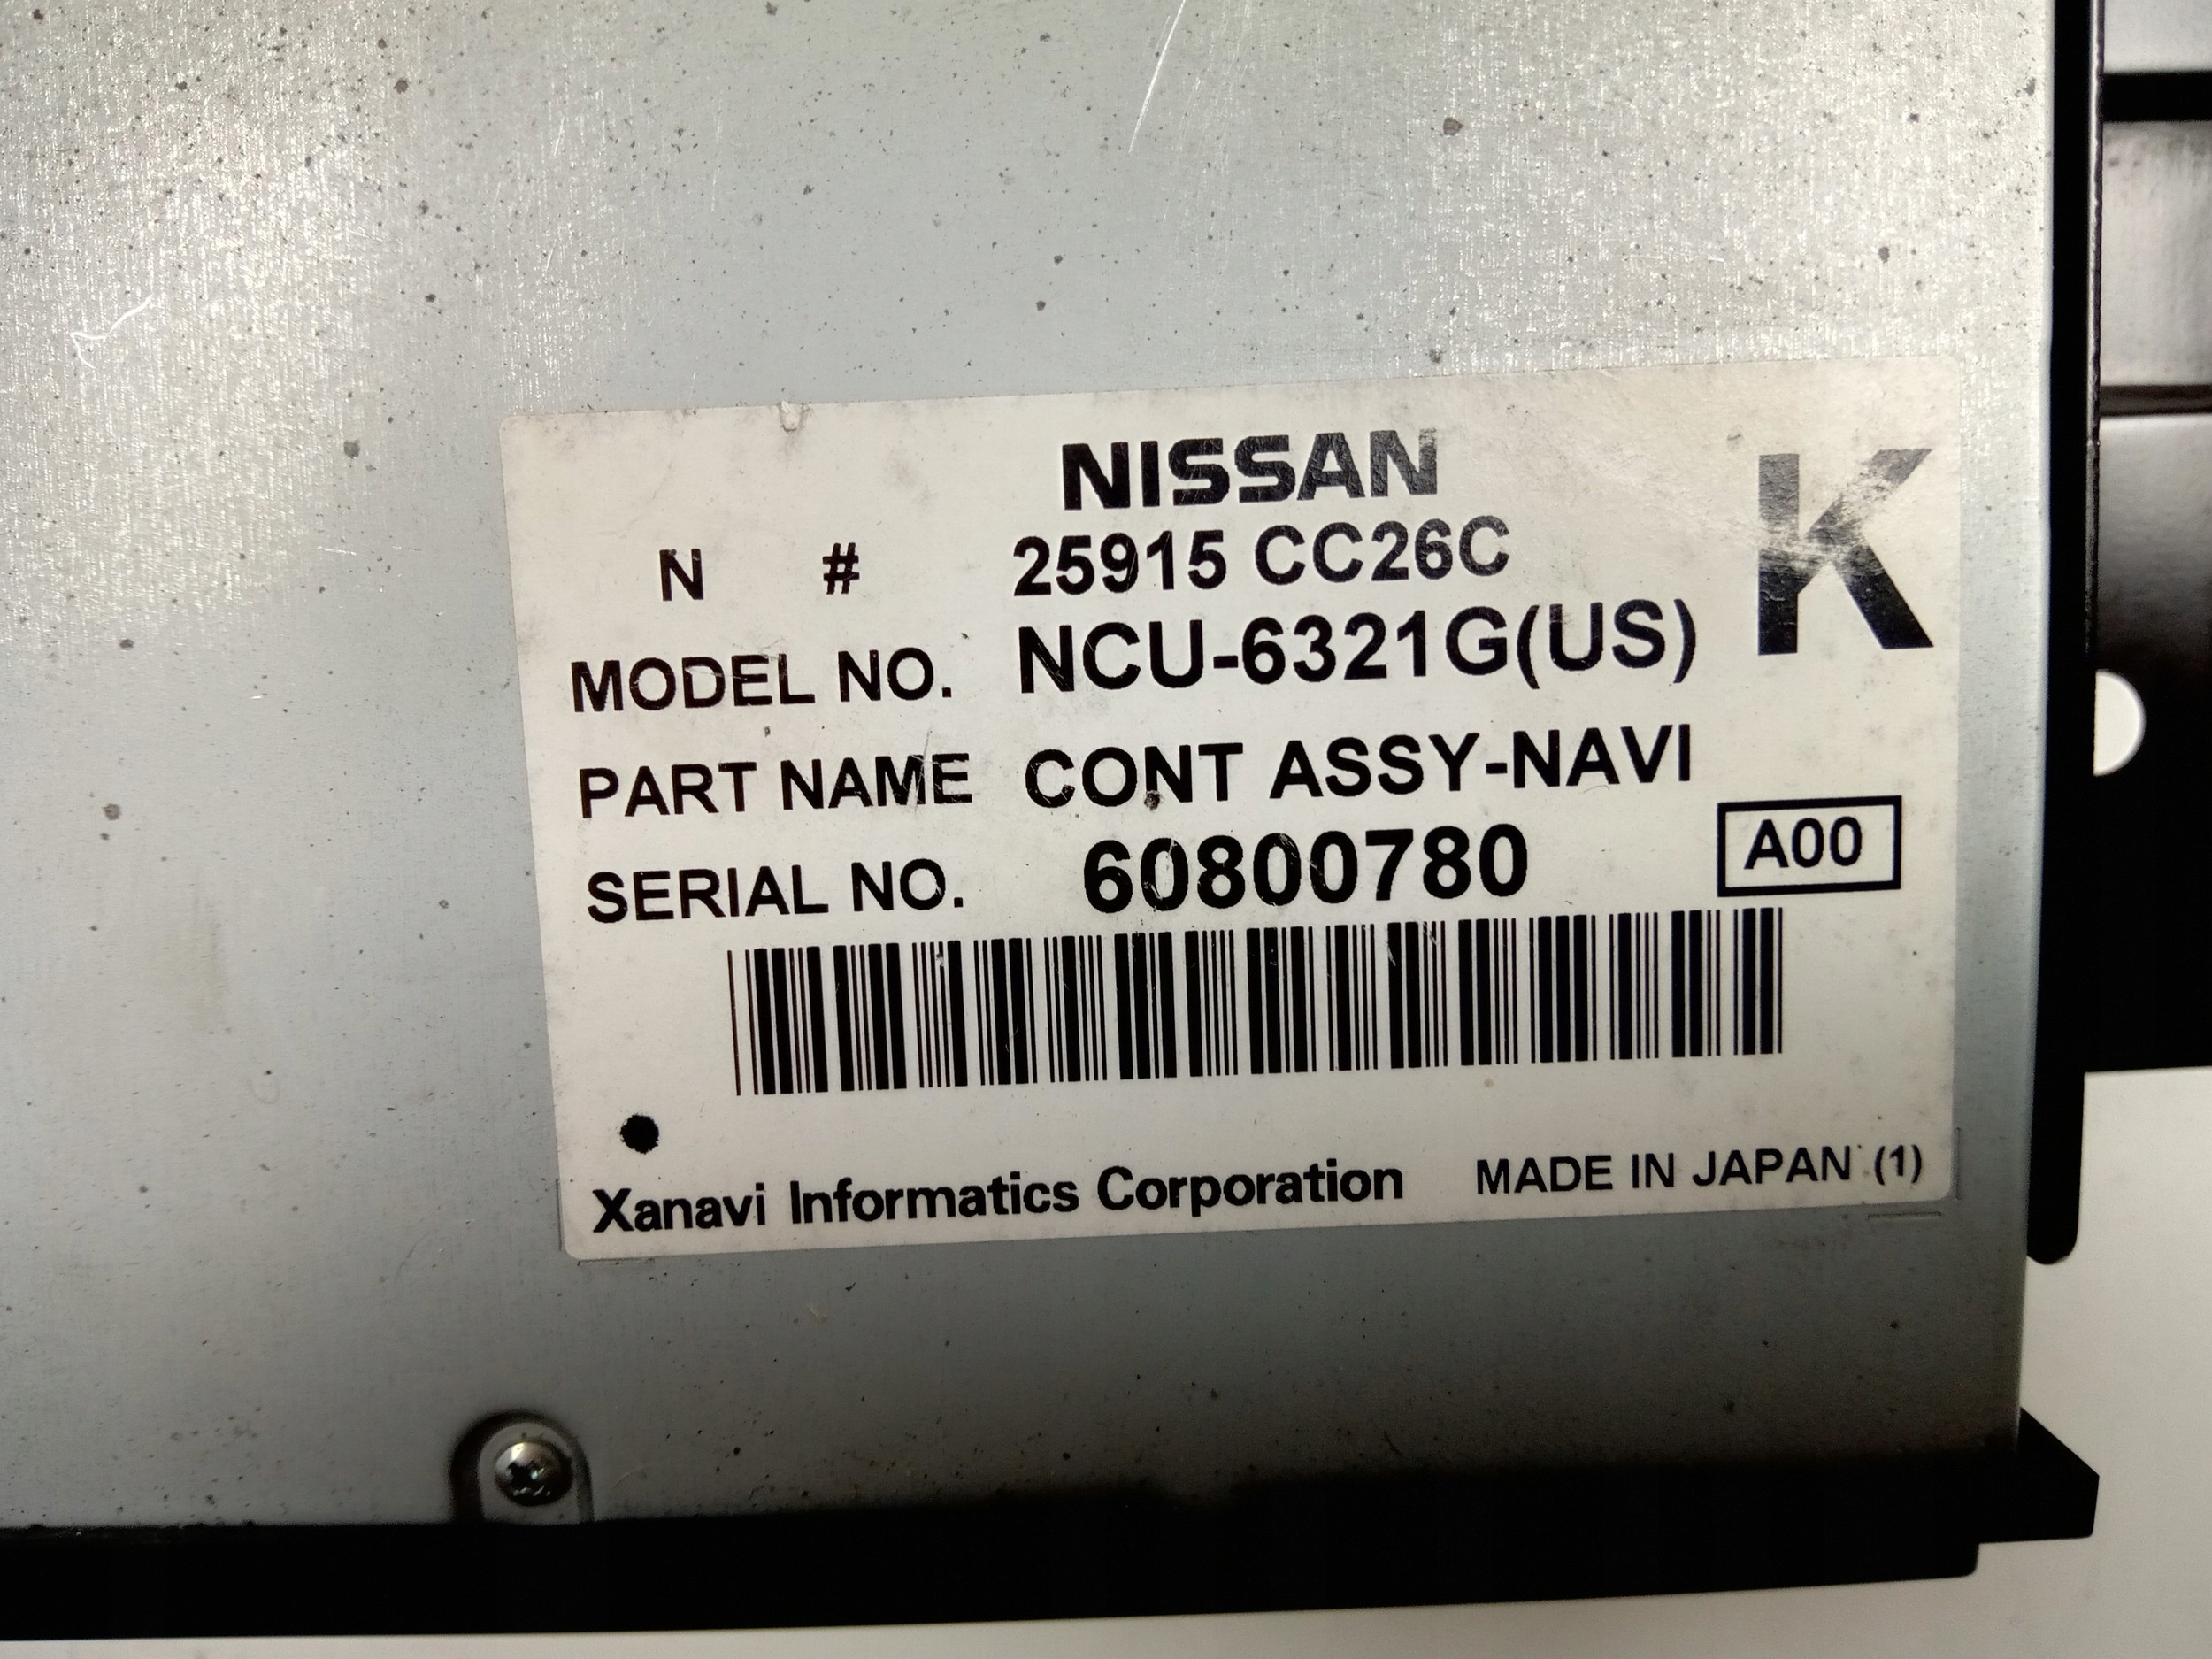 NISSAN
K
N # 25915 CC26C
MODEL NO. NCU-6321G(US)
PART NAME CONT ASSY-NAVI
SERIAL NO. 60800780
A00
Xanavi Informatics Corporation MADE IN JAPAN (1)